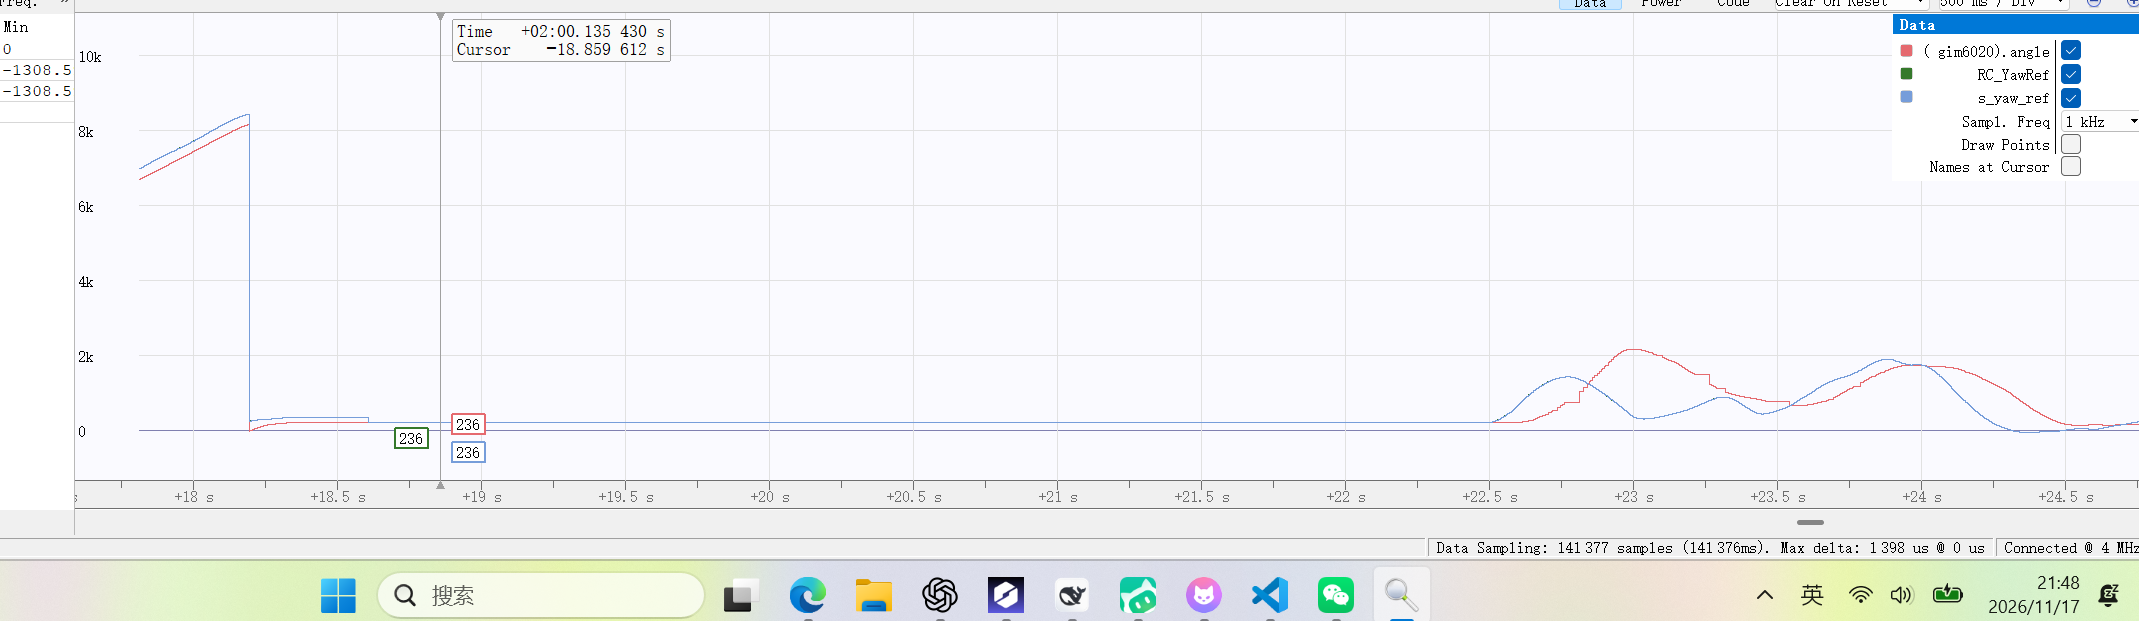 Freq.
»
Data
Power
Code
Clear On Reset
500 ms / Div
Min
0
-1308.5
-1308.5
Time +02:00.135 430 s
Cursor -18.859 612 s
Data
( gim6020).angle
RC_YawRef
s_yaw_ref
Sampl. Freq 1 kHz
Draw Points
Names at Cursor
10k
8k
6k
4k
2k
0
236
236
236
s
+18 s
+18.5 s
+19 s
+19.5 s
+20 s
+20.5 s
+21 s
+21.5 s
+22 s
+22.5 s
+23 s
+23.5 s
+24 s
+24.5 s
Data Sampling: 141 377 samples (141 376ms). Max delta: 1 398 us @ 0 us
Connected @ 4 MHz
搜索
英
21:48
2026/11/17